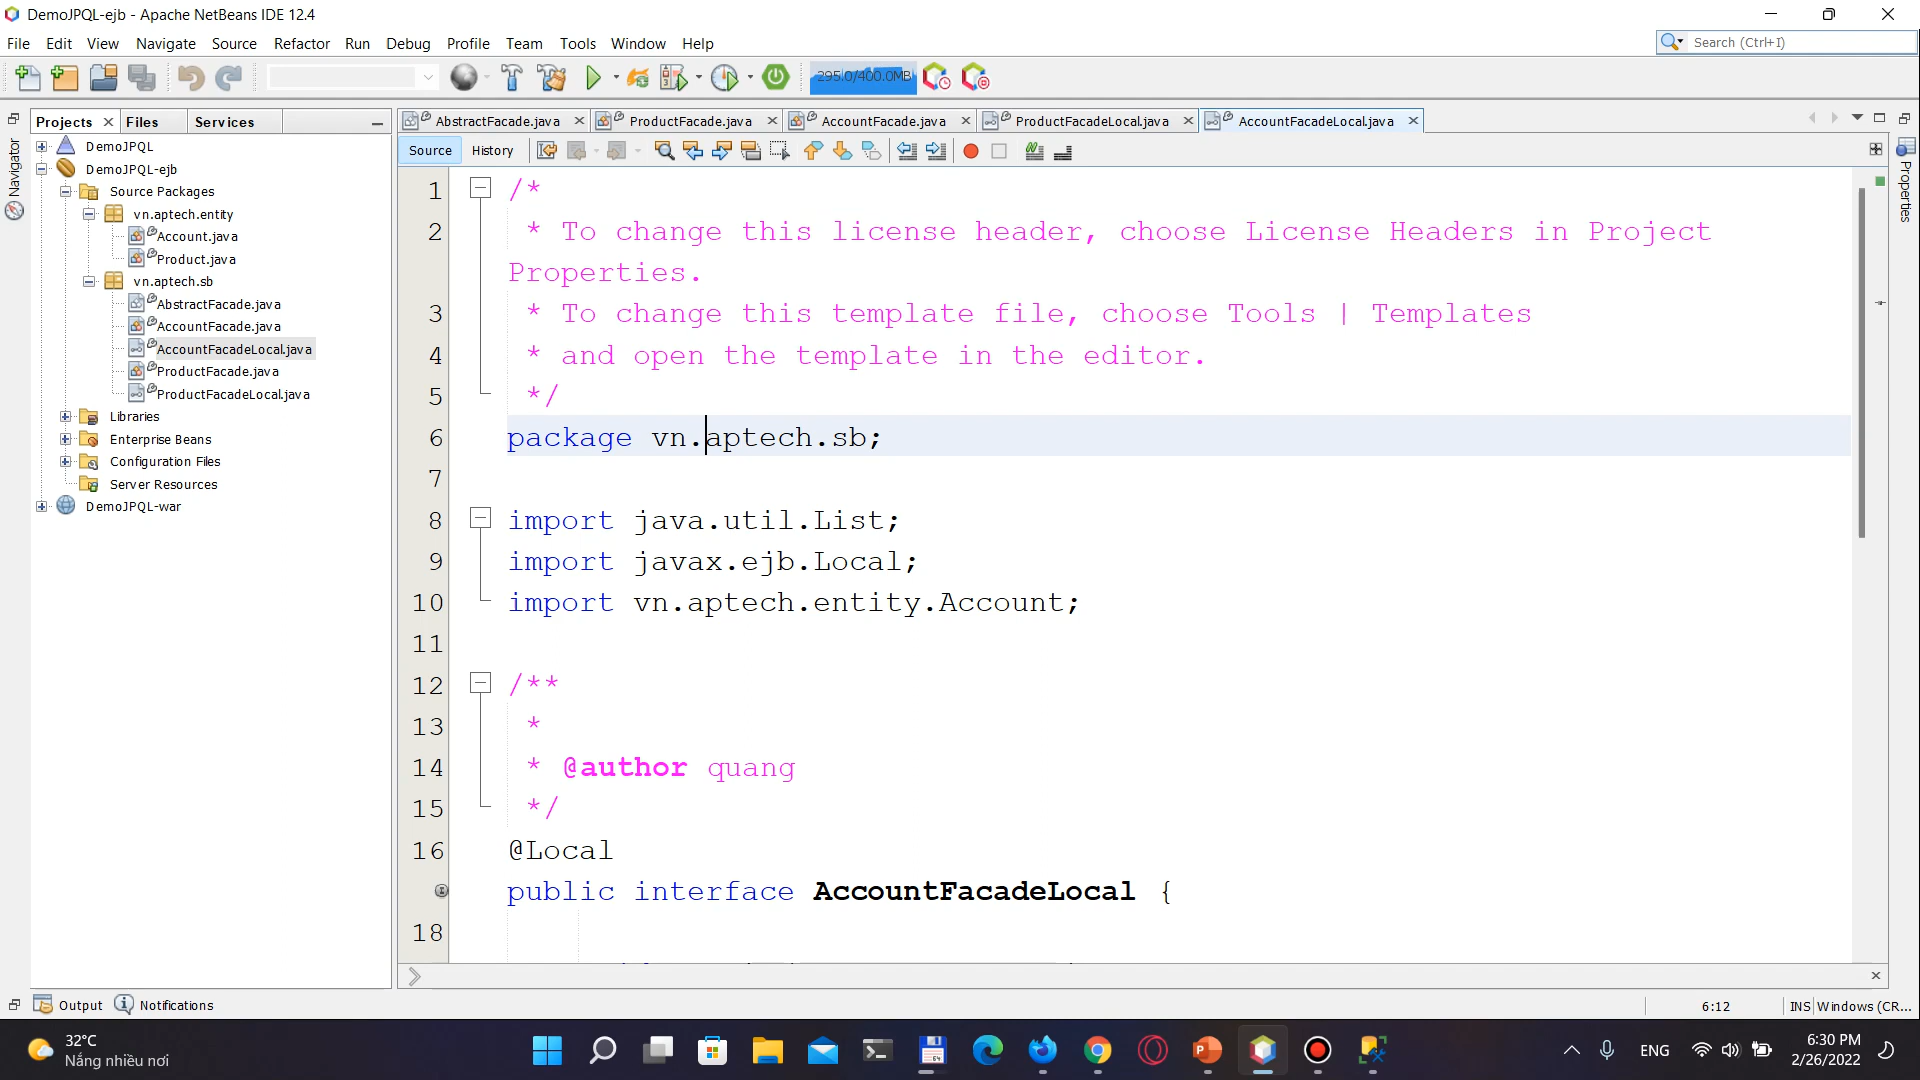 DemoJPQL-ejb - Apache NetBeans IDE 12.4
File Edit View Navigate Source Refactor Run Debug Profile Team Tools Window Help
Search (Ctrl+I)
295.0/400.0MB
Projects Files Services
AbstractFacade.java ProductFacade.java AccountFacade.java ProductFacadeLocal.java AccountFacadeLocal.java
Source History
Navigator
Properties
DemoJPQL
DemoJPQL-ejb
Source Packages
vn.aptech.entity
Account.java
Product.java
vn.aptech.sb
AbstractFacade.java
AccountFacade.java
AccountFacadeLocal.java
ProductFacade.java
ProductFacadeLocal.java
Libraries
Enterprise Beans
Configuration Files
Server Resources
DemoJPQL-war
1 /*
2 * To change this license header, choose License Headers in Project
Properties.
3 * To change this template file, choose Tools | Templates
4 * and open the template in the editor.
5 */
6 package vn.aptech.sb;
7
8 import java.util.List;
9 import javax.ejb.Local;
10 import vn.aptech.entity.Account;
11
12 /**
13 *
14 * @author quang
15 */
16 @Local
public interface AccountFacadeLocal {
18
Output Notifications
6:12 INS Windows (CR...
32°C
Nắng nhiều nơi
ENG
6:30 PM
2/26/2022